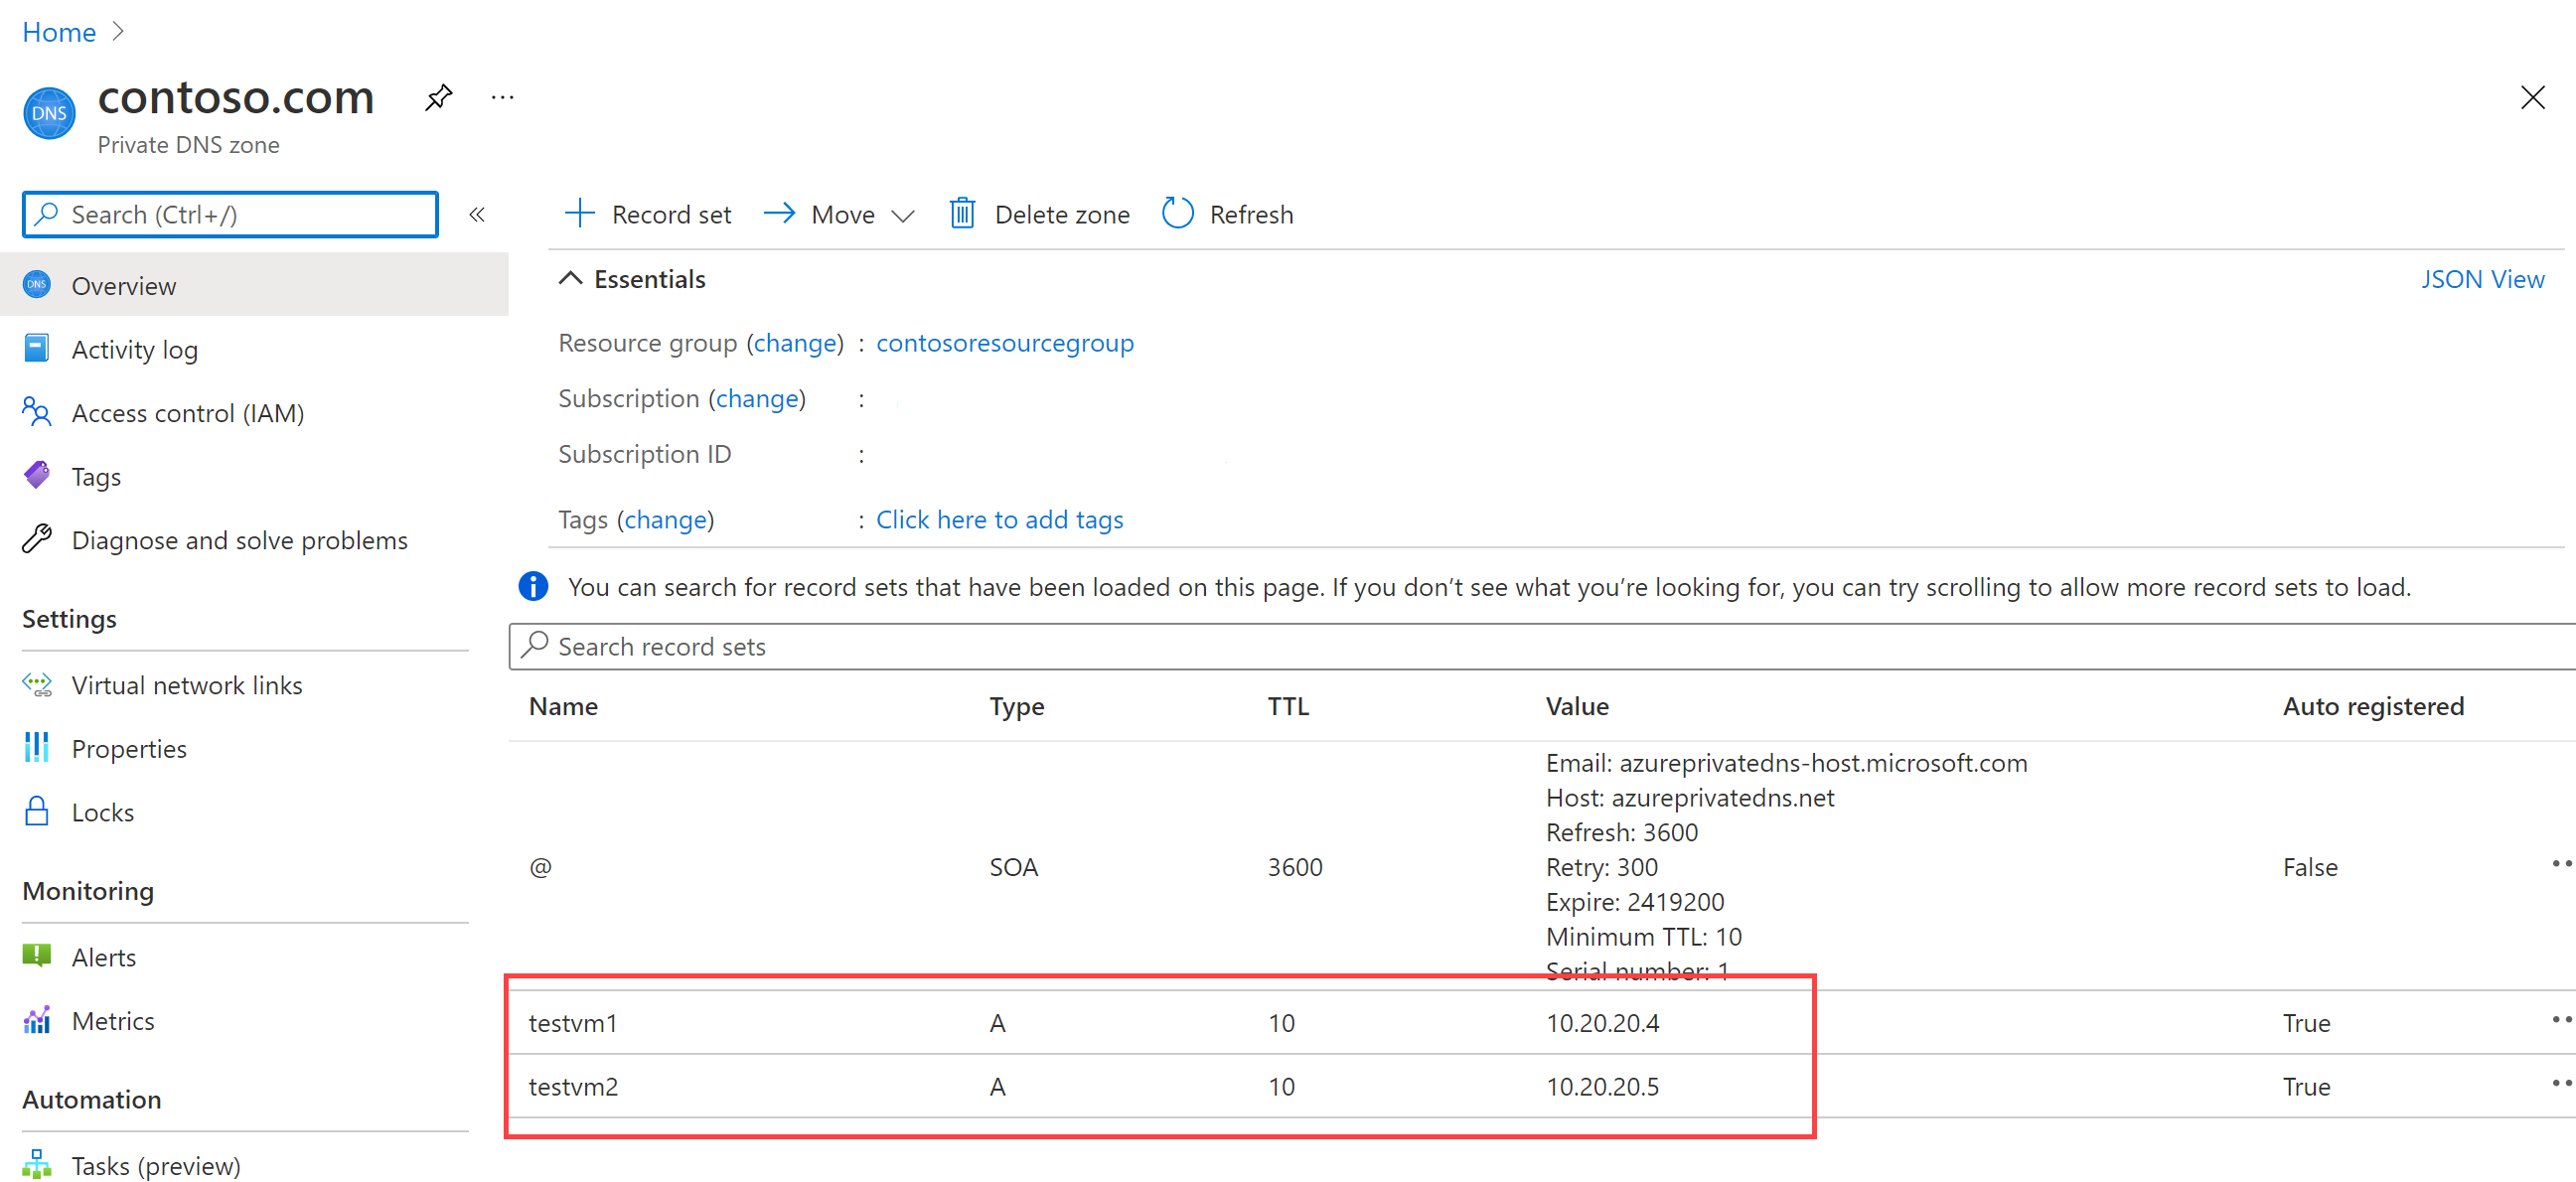 Home
contoso.com
DNS
Private DNS zone
Search (Ctrl+/)
Record set
Move
Delete zone
Refresh
DNS
Overview
Activity log
Access control (IAM)
Tags
Diagnose and solve problems
Settings
Virtual network links
Properties
Locks
Monitoring
Alerts
Metrics
Automation
Tasks (preview)
Essentials
JSON View
Resource group (change) : contosoresourcegroup
Subscription (change) :
Subscription ID :
Tags (change) : Click here to add tags
You can search for record sets that have been loaded on this page. If you don’t see what you’re looking for, you can try scrolling to allow more record sets to load.
Search record sets
Name Type TTL Value Auto registered
Email: azureprivatedns-host.microsoft.com
Host: azureprivatedns.net
Refresh: 3600
@ SOA 3600 Retry: 300 False
Expire: 2419200
Minimum TTL: 10
Serial number: 1
testvm1 A 10 10.20.20.4 True
testvm2 A 10 10.20.20.5 True